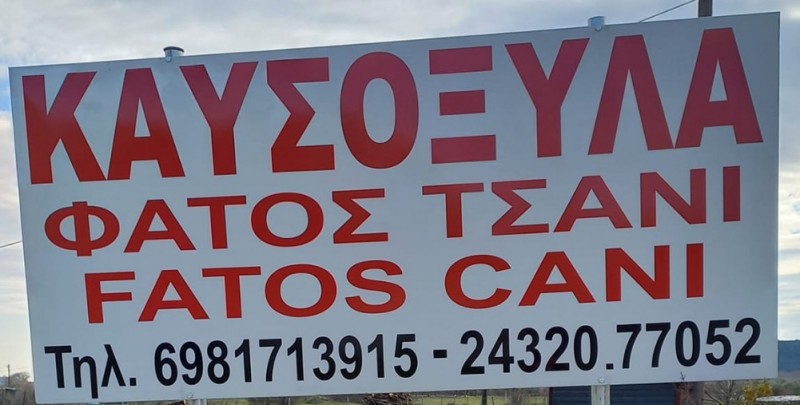 ΚΑΥΣΟΞΥΛΑ
ΦΑΤΟΣ ΤΣΑΝΙ
FATOS CANI
Τηλ. 6981713915 - 24320.77052